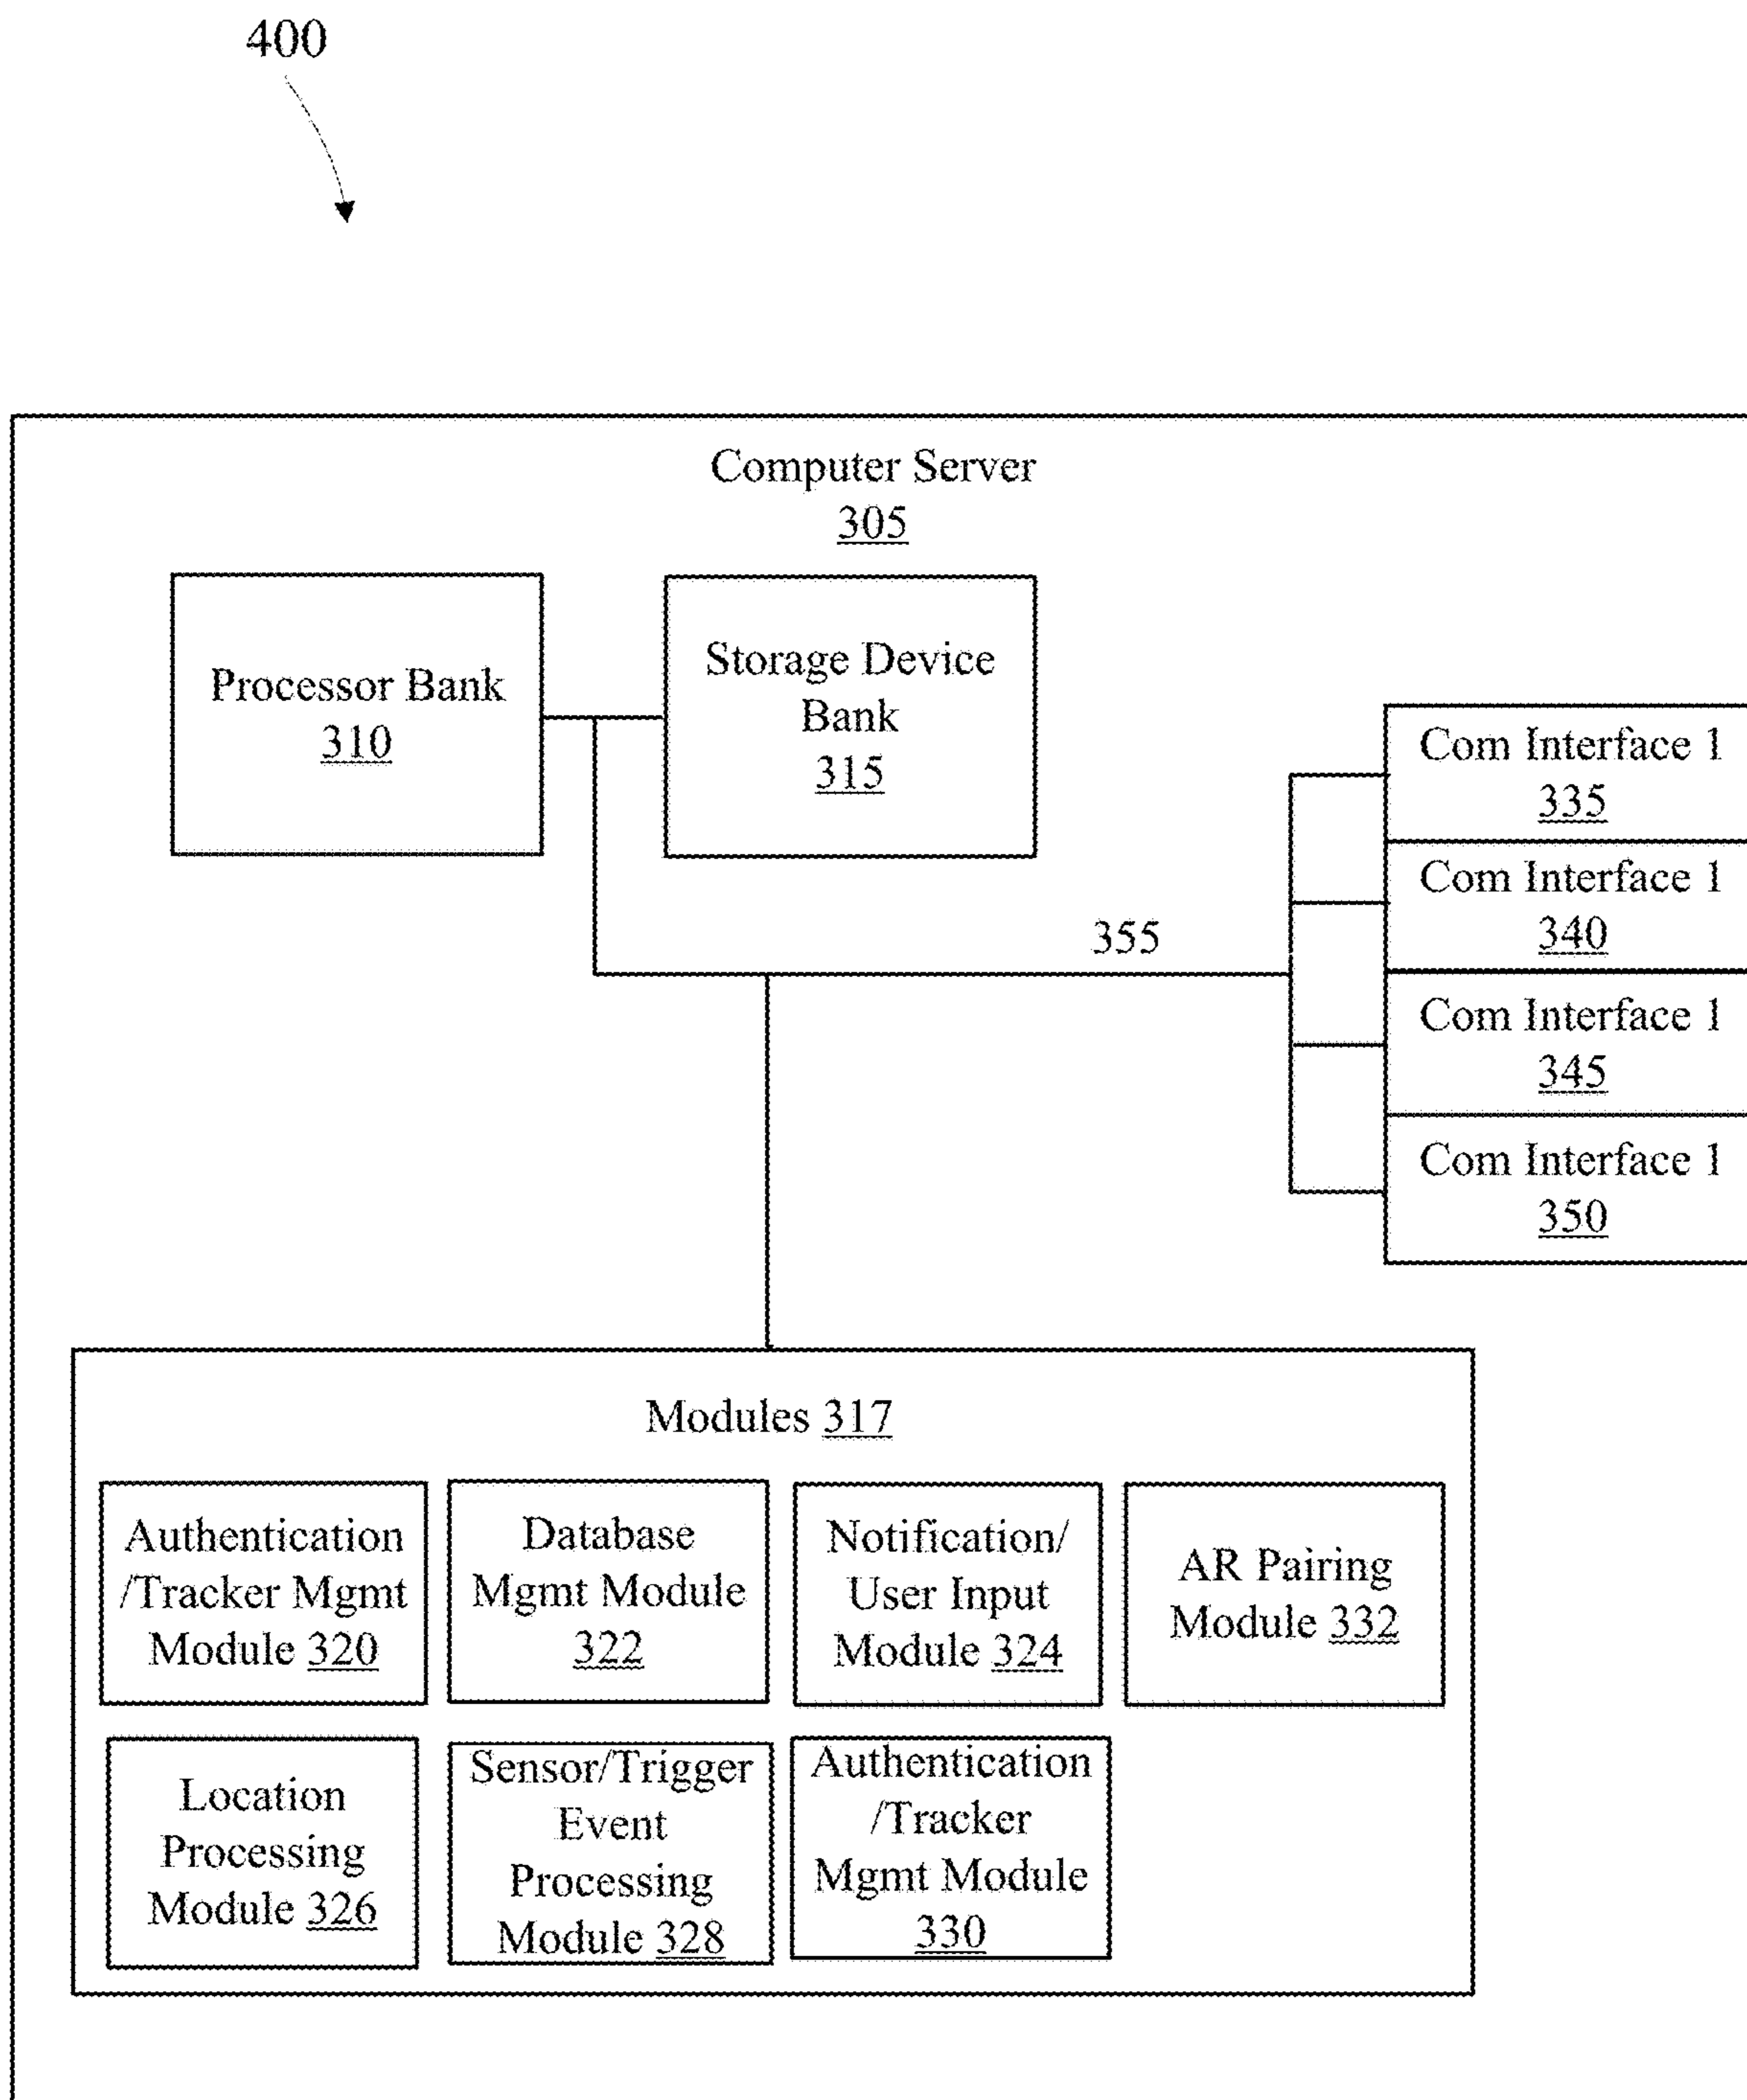 400
Computer Server
305
Processor Bank
310
Storage Device
Bank
315
Com Interface 1
335
Com Interface 1
340
355
Com Interface 1
345
Com Interface 1
350
Modules 317
Authentication
/Tracker Mgmt
Module 320
Database
Mgmt Module
322
Notification/
User Input
Module 324
AR Pairing
Module 332
Location
Processing
Module 326
Sensor/Trigger
Event
Processing
Module 328
Authentication
/Tracker
Mgmt Module
330